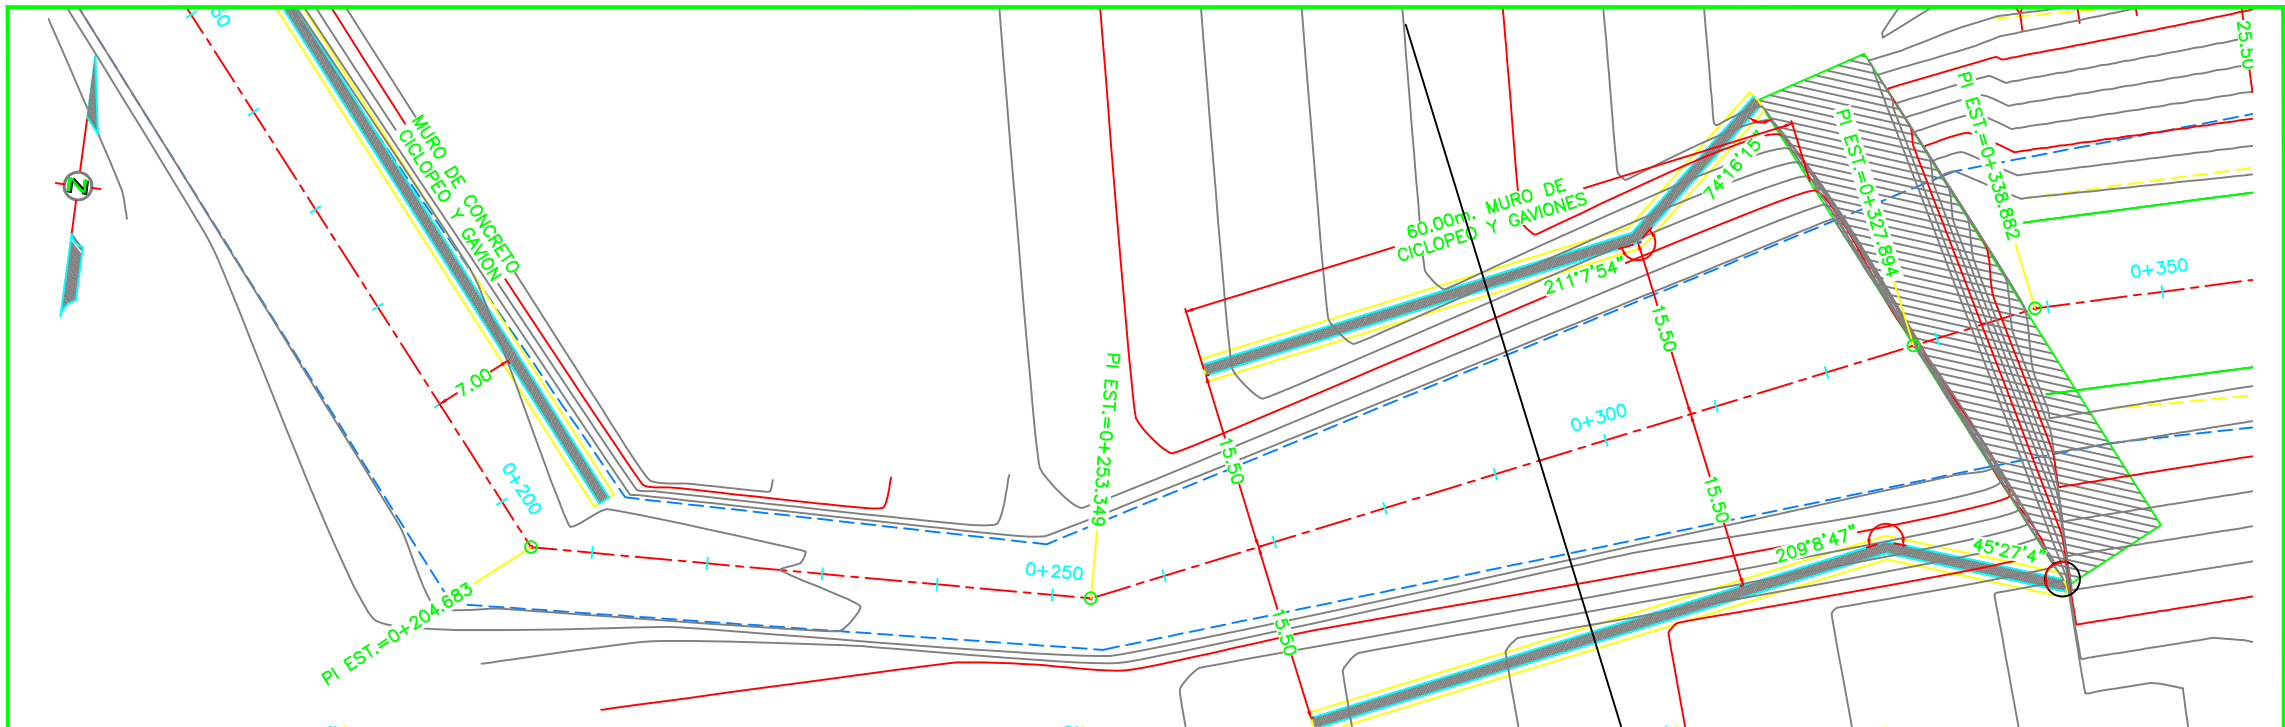 N
MURO DE CONCRETO
CICLOPEO Y GAVION
7.00
0+200
PI EST.=0+204.683
0+250
PI EST.=0+253.349
60.00m. MURO DE
CICLOPEO Y GAVIONES
211°7'54"
74°16'15"
15.50
15.50
15.50
15.50
0+300
209°8'47"
45°27'4"
PI EST.=0+327.894
PI EST.=0+338.882
0+350
25.50